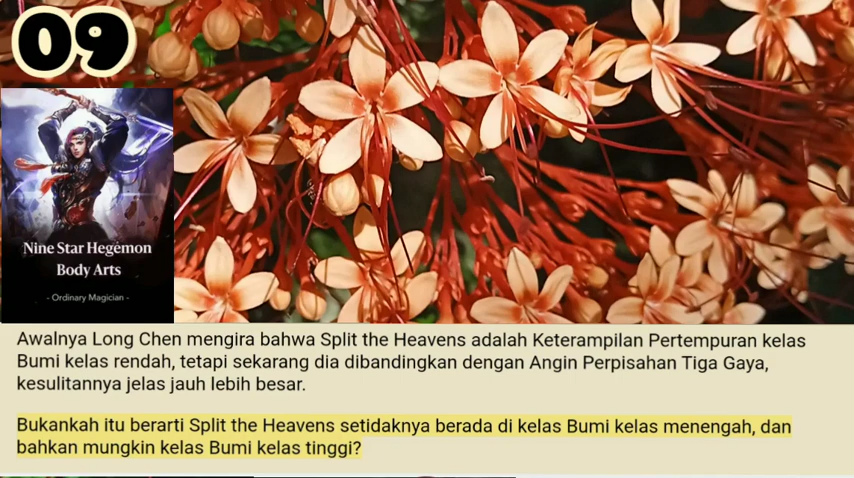 09
Nine Star Hegemon
Body Arts
- Ordinary Magician -
Awalnya Long Chen mengira bahwa Split the Heavens adalah Keterampilan Pertempuran kelas
Bumi kelas rendah, tetapi sekarang dia dibandingkan dengan Angin Perpisahan Tiga Gaya,
kesulitannya jelas jauh lebih besar.
Bukankah itu berarti Split the Heavens setidaknya berada di kelas Bumi kelas menengah, dan
bahkan mungkin kelas Bumi kelas tinggi?